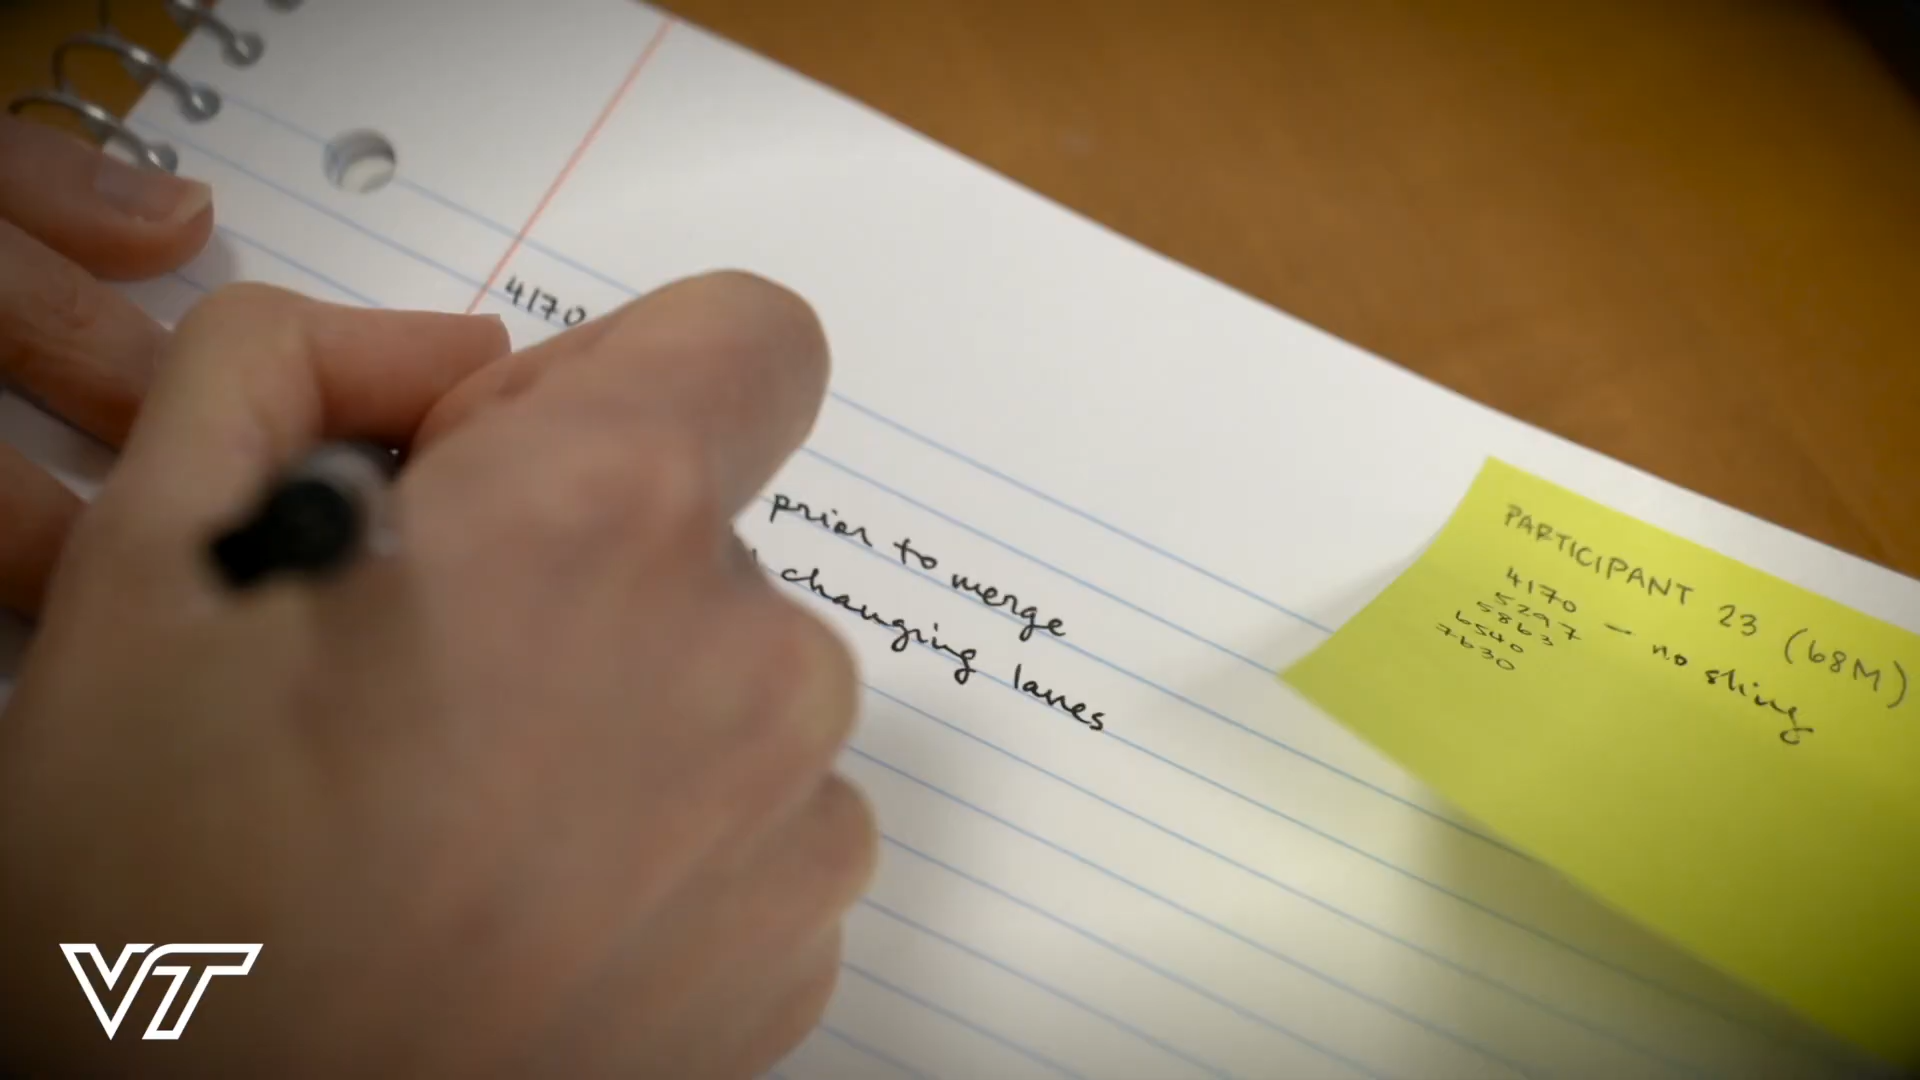 4170
prior to merge
changing lanes
PARTICIPANT 23 (68M)
4170 – no sling
5297
5863
6540
7630
VT